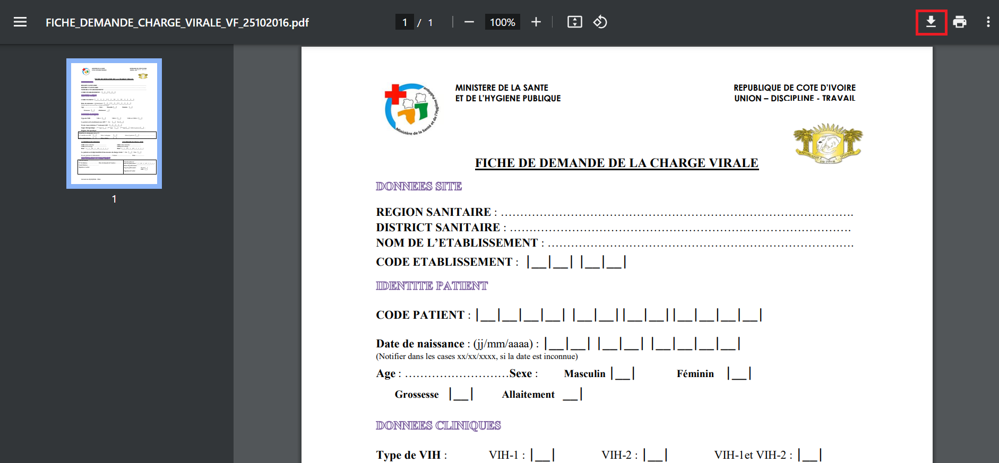 FICHE_DEMANDE_CHARGE_VIRALE_VF_25102016.pdf
1 / 1
100%
1
MINISTERE DE LA SANTE
ET DE L'HYGIENE PUBLIQUE
REPUBLIQUE DE COTE D'IVOIRE
UNION – DISCIPLINE - TRAVAIL
Ministère de la Santé et de l'Hygiène Publique
REPUBLIQUE DE CÔTE D'IVOIRE
FICHE DE DEMANDE DE LA CHARGE VIRALE
DONNEES SITE
REGION SANITAIRE : ……………………………………………………………………………….
DISTRICT SANITAIRE : …………………………………………………………………………….
NOM DE L’ETABLISSEMENT : …………………………………………………………………….
CODE ETABLISSEMENT : |__|__| |__|__|
IDENTITE PATIENT
CODE PATIENT : |__|__|__|__| |__|__||__|__||__|__|__|__|
Date de naissance : (jj/mm/aaaa) : |__|__| |__|__| |__|__|__|__|
(Notifier dans les cases xx/xx/xxxx, si la date est inconnue)
Age : ………………………Sexe : Masculin |__| Féminin |__|
Grossesse |__| Allaitement __|
DONNEES CLINIQUES
Type de VIH : VIH-1 : |__| VIH-2 : |__| VIH-1et VIH-2 : |__|